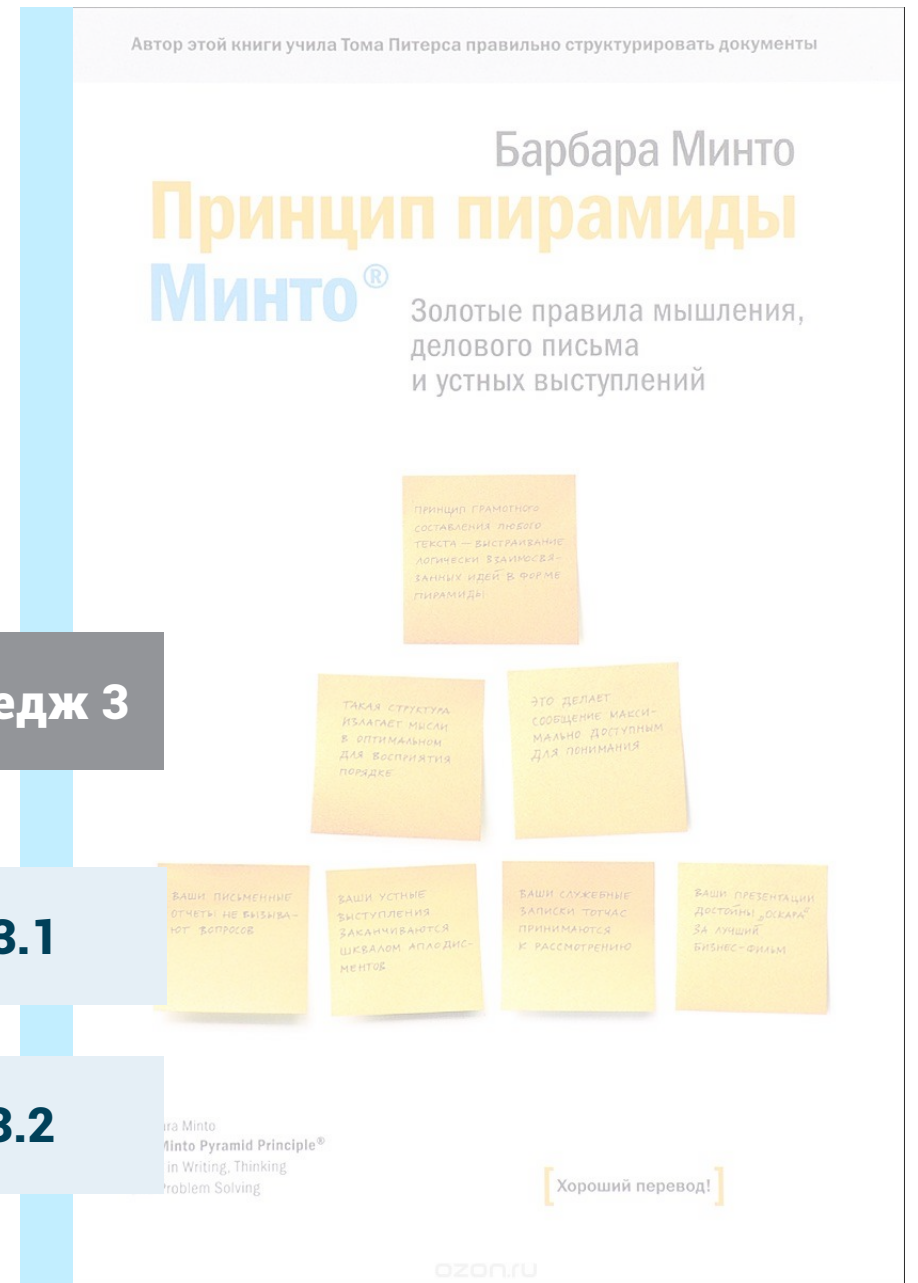 Автор этой книги учила Тома Питерса правильно структурировать документы
Барбара Минто
Принцип пирамиды
Минто®
Золотые правила мышления,
делового письма
и устных выступлений
ПРИНЦИП ГРАМОТНОГО
СОСТАВЛЕНИЯ ЛЮБОГО
ТЕКСТА — ВЫСТРАИВАНИЕ
ЛОГИЧЕСКИ ВЗАИМОСВЯ-
ЗАННЫХ ИДЕЙ В ФОРМЕ
ПИРАМИДЫ
едж 3
ТАКАЯ СТРУКТУРА
ИЗЛАГАЕТ МЫСЛИ
В ОПТИМАЛЬНОМ
ДЛЯ ВОСПРИЯТИЯ
ПОРЯДКЕ
ЭТО ДЕЛАЕТ
СООБЩЕНИЕ МАКСИ-
МАЛЬНО ДОСТУПНЫМ
ДЛЯ ПОНИМАНИЯ
3.1
ВАШИ ПИСЬМЕННЫЕ
ОТЧЕТЫ НЕ ВЫЗЫВА-
ЮТ ВОПРОСОВ
ВАШИ УСТНЫЕ
ВЫСТУПЛЕНИЯ
ЗАКАНЧИВАЮТСЯ
ШКВАЛОМ АПЛОДИС-
МЕНТОВ
ВАШИ СЛУЖЕБНЫЕ
ЗАПИСКИ ТОТЧАС
ПРИНИМАЮТСЯ
К РАССМОТРЕНИЮ
ВАШИ ПРЕЗЕНТАЦИИ
ДОСТОЙНЫ „ОСКАРА“
ЗА ЛУЧШИЙ
БИЗНЕС-ФИЛЬМ
3.2
ara Minto
Minto Pyramid Principle®
in Writing, Thinking
Problem Solving
[Хороший перевод!]
ozon.ru